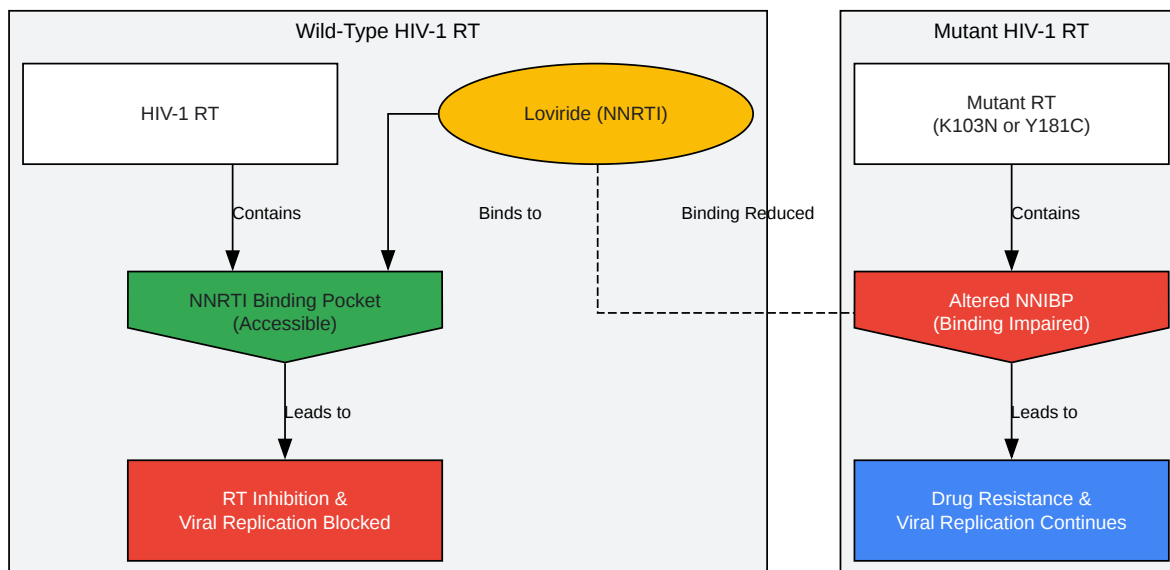 Wild-Type HIV-1 RT
HIV-1 RT
Loviride (NNRTI)
Contains
Binds to
Binding Reduced
NNRTI Binding Pocket
(Accessible)
Leads to
RT Inhibition &
Viral Replication Blocked
Mutant HIV-1 RT
Mutant RT
(K103N or Y181C)
Contains
Altered NNIBP
(Binding Impaired)
Leads to
Drug Resistance &
Viral Replication Continues